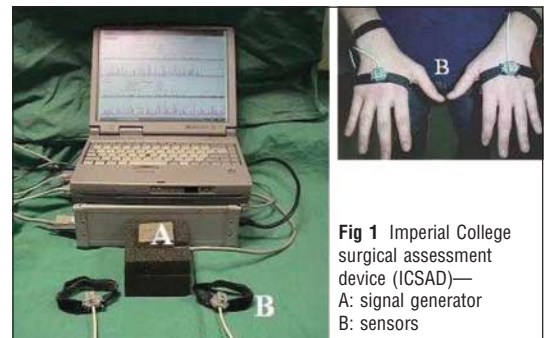 A
B
B
Fig 1 Imperial College
surgical assessment
device (ICSAD)—
A: signal generator
B: sensors